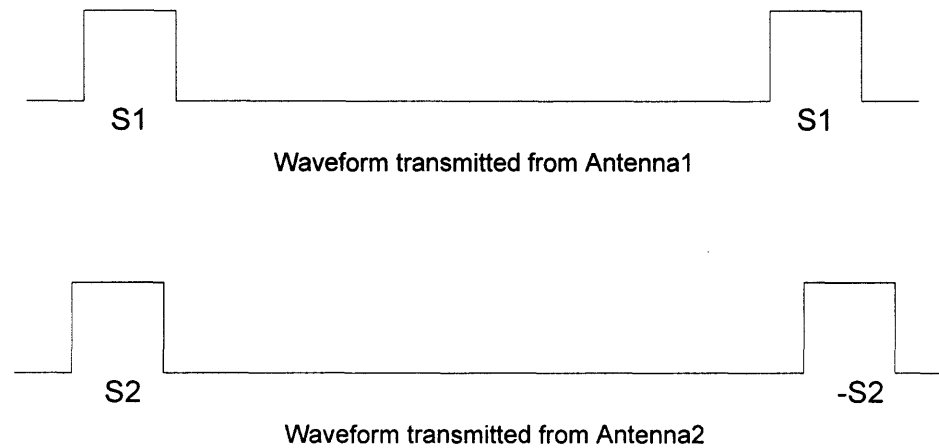 S1 S1
Waveform transmitted from Antenna1
S2 -S2
Waveform transmitted from Antenna2